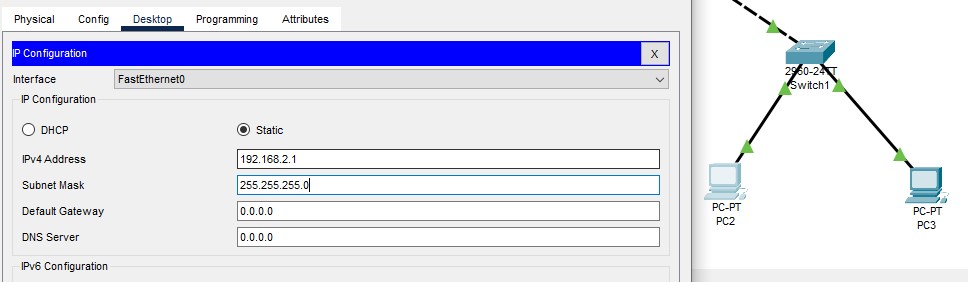 Physical Config Desktop Programming Attributes
IP Configuration X
Interface FastEthernet0
IP Configuration
DHCP Static
IPv4 Address 192.168.2.1
Subnet Mask 255.255.255.0
Default Gateway 0.0.0.0
DNS Server 0.0.0.0
IPv6 Configuration
2960-24TT
Switch1
PC-PT
PC2
PC-PT
PC3